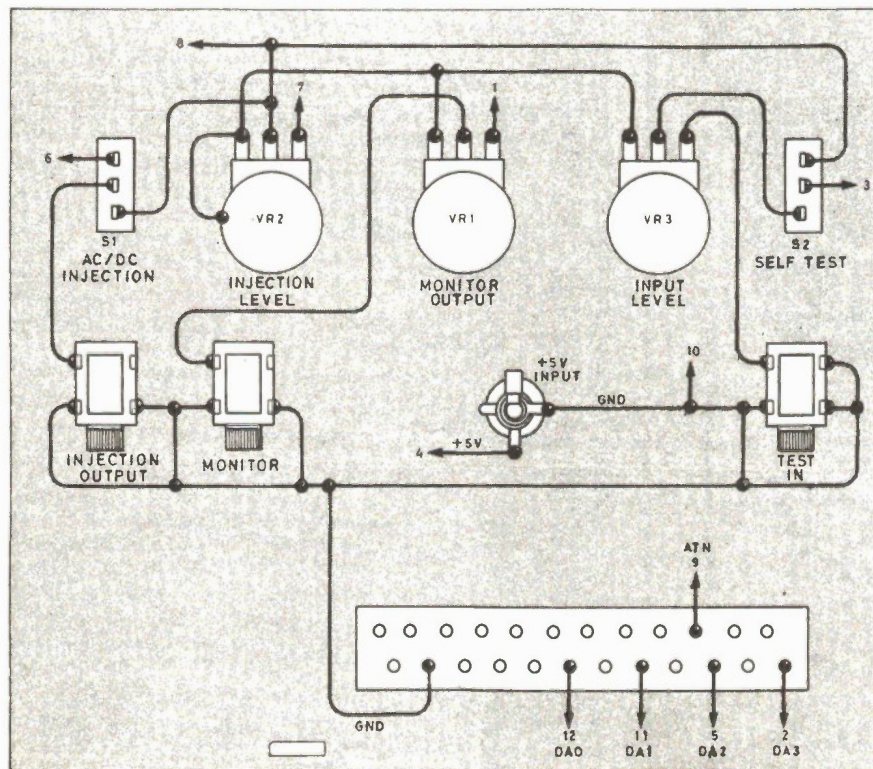 8
7
1
6
3
S1
AC/DC
INJECTION
VR2
INJECTION
LEVEL
VR1
MONITOR
OUTPUT
VR3
INPUT
LEVEL
S2
SELF TEST
+5V
INPUT
10
GND
4
+5V
INJECTION
OUTPUT
MONITOR
TEST
IN
ATN
9
GND
12
DA0
11
DA1
5
DA2
2
DA3